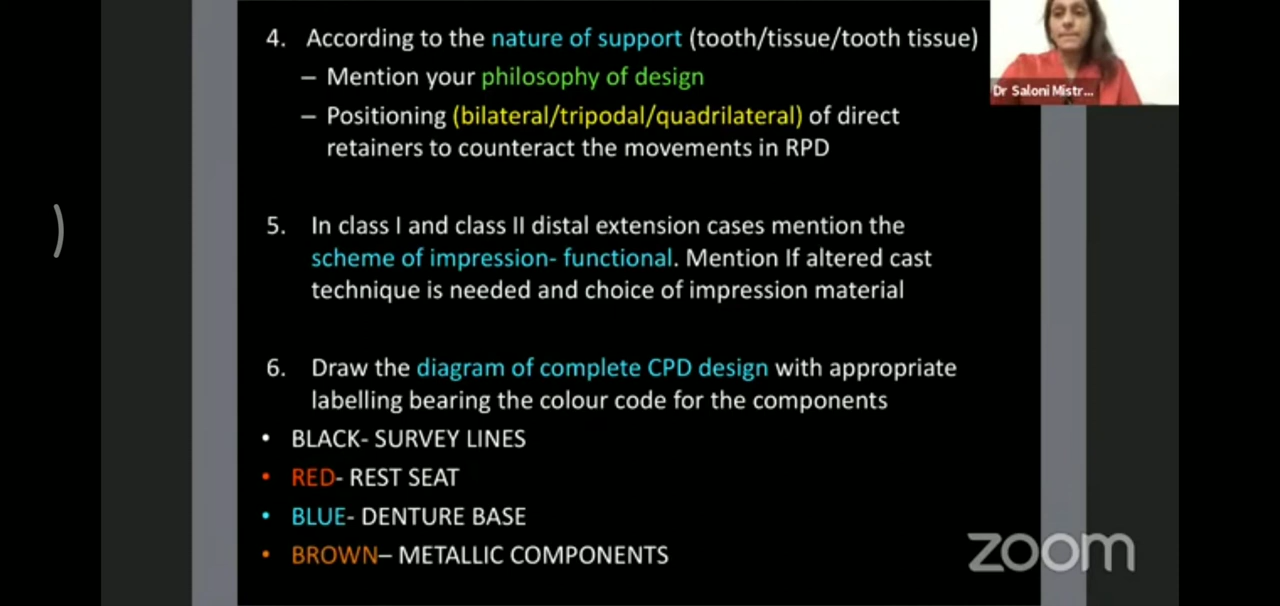 4. According to the nature of support (tooth/tissue/tooth tissue)
– Mention your philosophy of design
– Positioning (bilateral/tripodal/quadrilateral) of direct
retainers to counteract the movements in RPD
5. In class I and class II distal extension cases mention the
scheme of impression- functional. Mention If altered cast
technique is needed and choice of impression material
6. Draw the diagram of complete CPD design with appropriate
labelling bearing the colour code for the components
• BLACK- SURVEY LINES
• RED- REST SEAT
• BLUE- DENTURE BASE
• BROWN– METALLIC COMPONENTS
Dr Saloni Mistr...
zoom